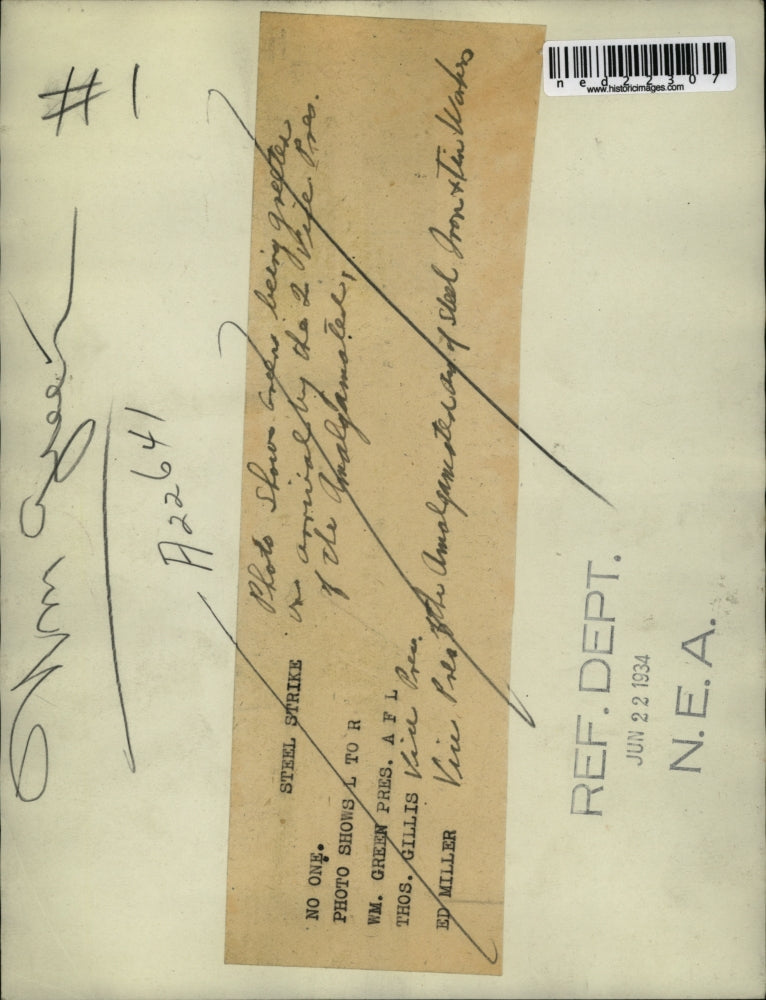 # 1
Wm Green
A22641
STEEL STRIKE
Photo Shows Green being greeted
on arrival by the 2 Vice Pres.
of the Amalgamated,
NO ONE.
PHOTO SHOWS L TO R
WM. GREEN PRES. A F L
THOS. GILLIS Vice Pres.
ED MILLER Vice Pres of the Amalgamated of Steel Iron & Tin Workers
REF. DEPT.
JUN 22 1934
N.E.A.
ned22307
www.historicimages.com